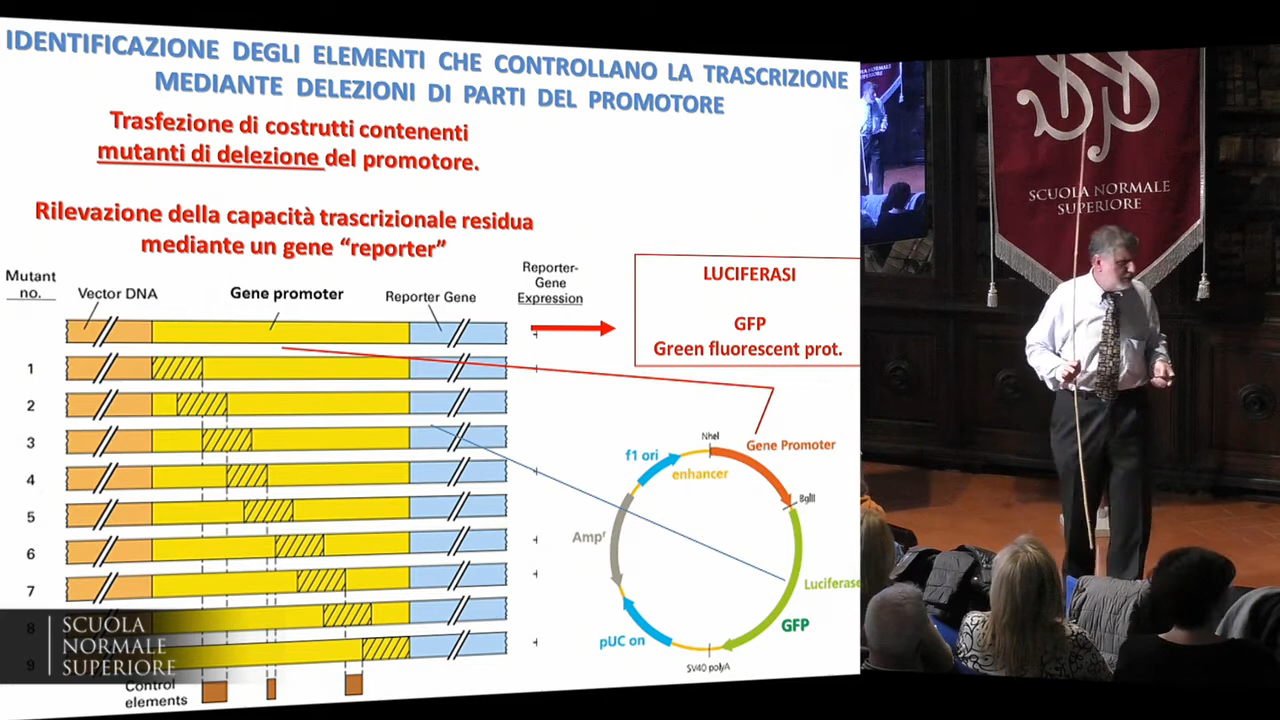 IDENTIFICAZIONE DEGLI ELEMENTI CHE CONTROLLANO LA TRASCRIZIONE
MEDIANTE DELEZIONI DI PARTI DEL PROMOTORE
Trasfezione di costrutti contenenti
mutanti di delezione del promotore.
Rilevazione della capacità trascrizionale residua
mediante un gene “reporter”
Mutant
no.
Vector DNA
Gene promoter
Reporter Gene
Reporter-
Gene
Expression
LUCIFERASI
GFP
Green fluorescent prot.
1
2
3
4
5
6
7
8
9
Control
elements
NheI
Gene Promoter
f1 ori
enhancer
BglII
Ampʳ
Luciferase
GFP
pUC ori
SV40 polyA
SCUOLA NORMALE
SUPERIORE
SCUOLA
NORMALE
SUPERIORE